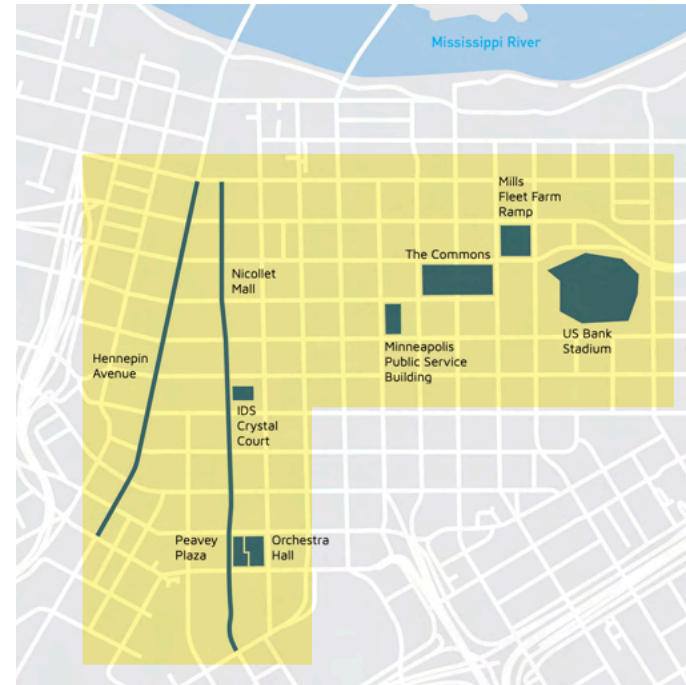 Mississippi River
Mills
Fleet Farm
Ramp
The Commons
Nicollet
Mall
US Bank
Stadium
Minneapolis
Public Service
Building
Hennepin
Avenue
IDS
Crystal
Court
Peavey
Plaza
Orchestra
Hall